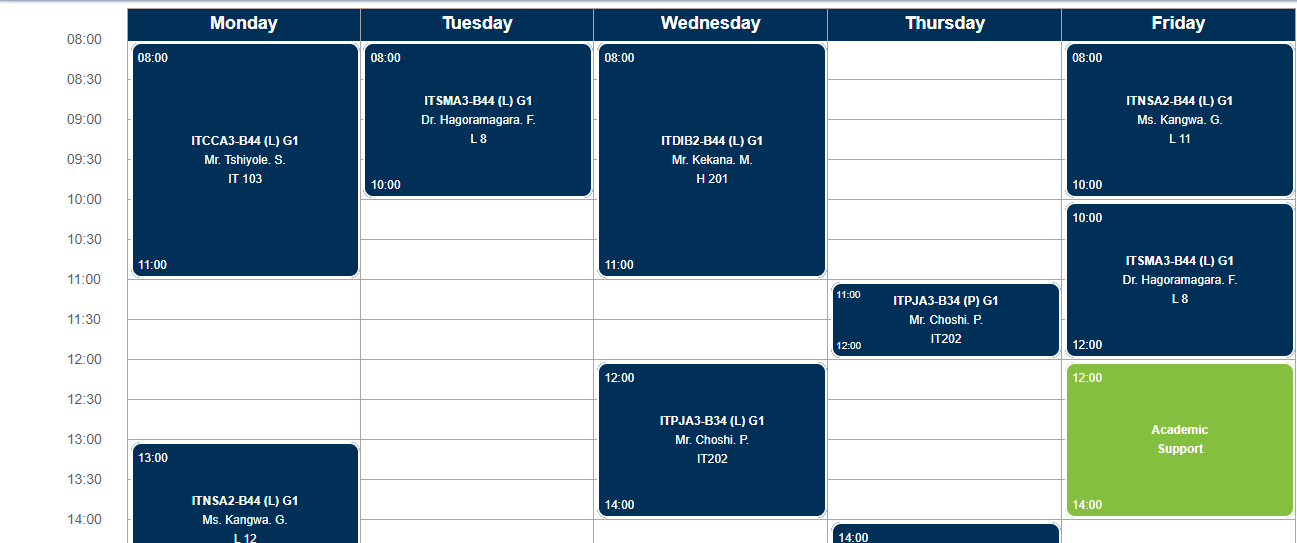 Monday Tuesday Wednesday Thursday Friday
08:00
08:30
09:00
09:30
10:00
10:30
11:00
11:30
12:00
12:30
13:00
13:30
14:00
08:00
ITCCA3-B44 (L) G1
Mr. Tshiyole. S.
IT 103
11:00
13:00
ITNSA2-B44 (L) G1
Ms. Kangwa. G.
L 12
08:00
ITSMA3-B44 (L) G1
Dr. Hagoramagara. F.
L 8
10:00
08:00
ITDIB2-B44 (L) G1
Mr. Kekana. M.
H 201
11:00
12:00
ITPJA3-B34 (L) G1
Mr. Choshi. P.
IT202
14:00
11:00
ITPJA3-B34 (P) G1
Mr. Choshi. P.
IT202
12:00
14:00
08:00
ITNSA2-B44 (L) G1
Ms. Kangwa. G.
L 11
10:00
10:00
ITSMA3-B44 (L) G1
Dr. Hagoramagara. F.
L 8
12:00
12:00
Academic
Support
14:00